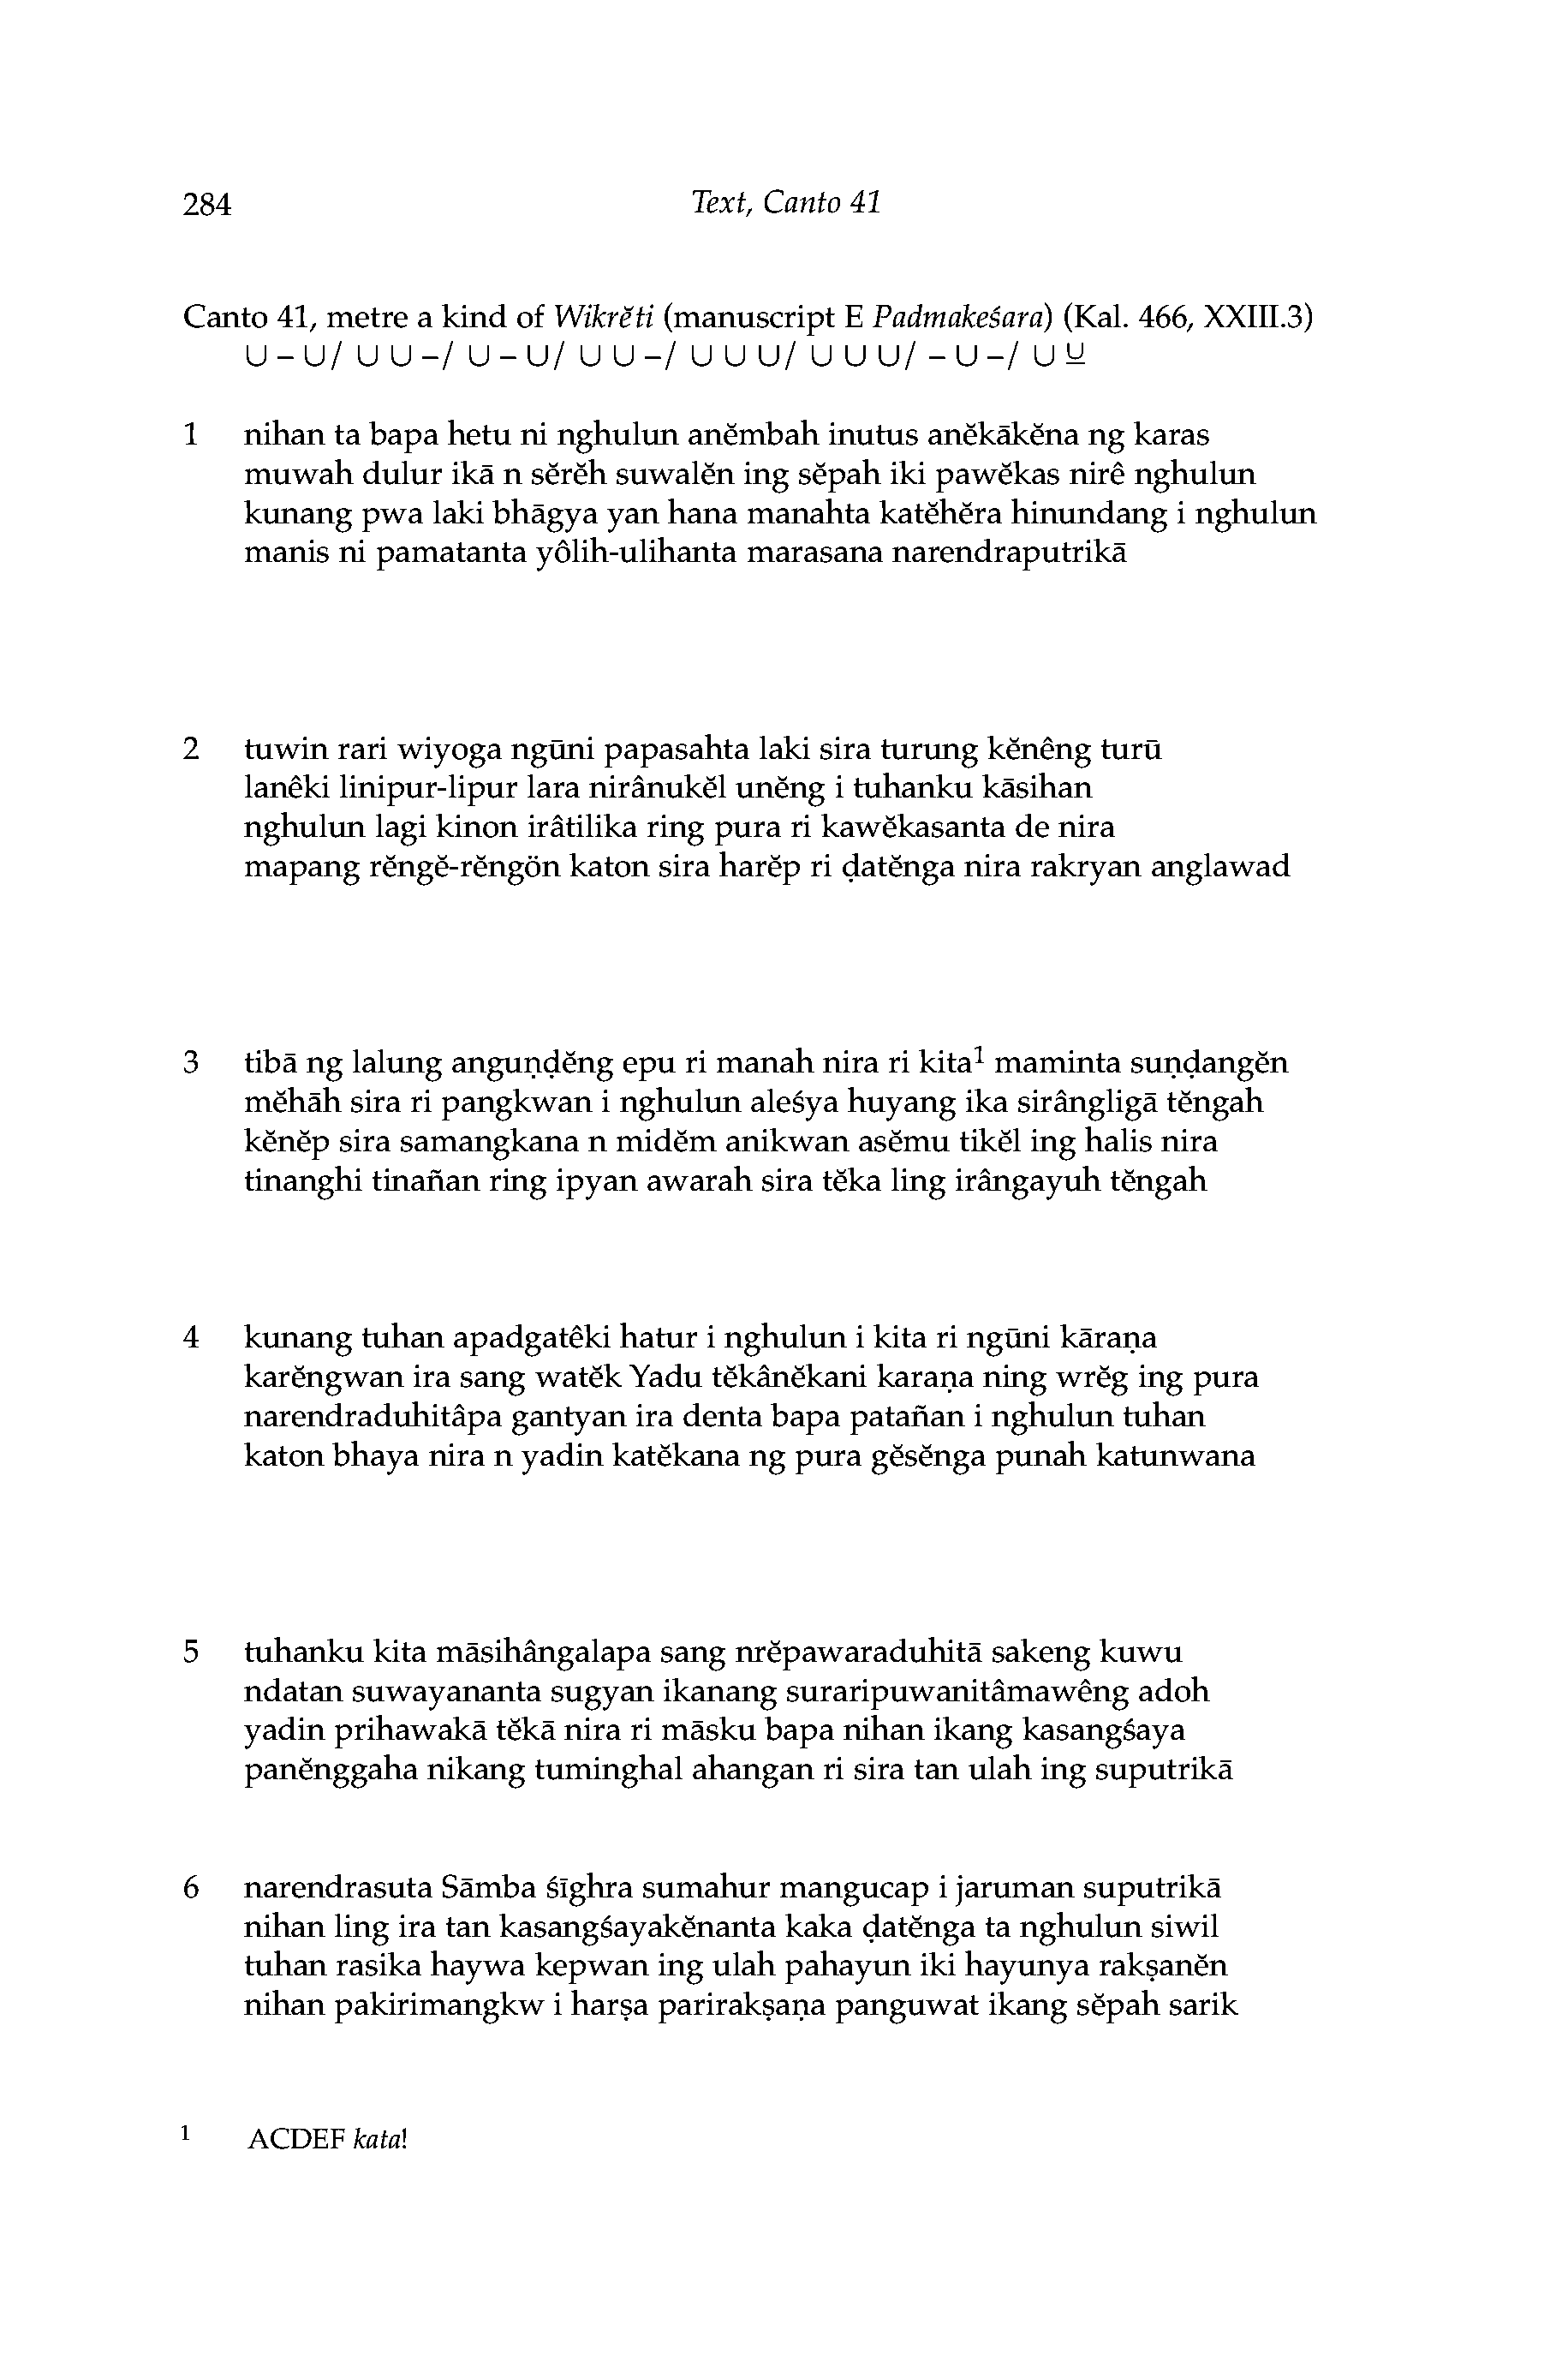 284 Text, Canto 41
Canto 41, metre a kind of Wikrĕti (manuscript E Padmakeśara) (Kal. 466, XXIII.3)
∪ – ∪/ ∪ ∪ –/ ∪ – ∪/ ∪ ∪ –/ ∪ ∪ ∪/ ∪ ∪ ∪/ – ∪ –/ ∪ ⊻
1 nihan ta bapa hetu ni nghulun anĕmbah inutus anĕkākĕna ng karas
muwah dulur ikā n sĕrĕh suwalĕn ing sĕpah iki pawĕkas nirê nghulun
kunang pwa laki bhāgya yan hana manahta katĕhĕra hinundang i nghulun
manis ni pamatanta yôlih-ulihanta marasana narendraputrikā
2 tuwin rari wiyoga ngūni papasahta laki sira turung kĕnêng turū
lanêki linipur-lipur lara nirânukĕl unĕng i tuhanku kāsihan
nghulun lagi kinon irâtilika ring pura ri kawĕkasanta de nira
mapang rĕngĕ-rĕngön katon sira harĕp ri ḍatĕnga nira rakryan anglawad
3 tibā ng lalung anguṇḍĕng epu ri manah nira ri kita¹ maminta suṇḍangĕn
mĕhāh sira ri pangkwan i nghulun aleśya huyang ika sirângligā tĕngah
kĕnĕp sira samangkana n midĕm anikwan asĕmu tikĕl ing halis nira
tinanghi tinañan ring ipyan awarah sira tĕka ling irângayuh tĕngah
4 kunang tuhan apadgatêki hatur i nghulun i kita ri ngūni kāraṇa
karĕngwan ira sang watĕk Yadu tĕkânĕkani karaṇa ning wrĕg ing pura
narendraduhitâpa gantyan ira denta bapa patañan i nghulun tuhan
katon bhaya nira n yadin katĕkana ng pura gĕsĕnga punah katunwana
5 tuhanku kita māsihângalapa sang nrĕpawaraduhitā sakeng kuwu
ndatan suwayananta sugyan ikanang suraripuwanitâmawêng adoh
yadin prihawakā tĕkā nira ri māsku bapa nihan ikang kasangśaya
panĕnggaha nikang tuminghal ahangan ri sira tan ulah ing suputrikā
6 narendrasuta Sāmba śīghra sumahur mangucap i jaruman suputrikā
nihan ling ira tan kasangśayakĕnanta kaka ḍatĕnga ta nghulun siwil
tuhan rasika haywa kepwan ing ulah pahayun iki hayunya rakṣanĕn
nihan pakirimangkw i harṣa parirakṣaṇa panguwat ikang sĕpah sarik
¹ ACDEF kata!